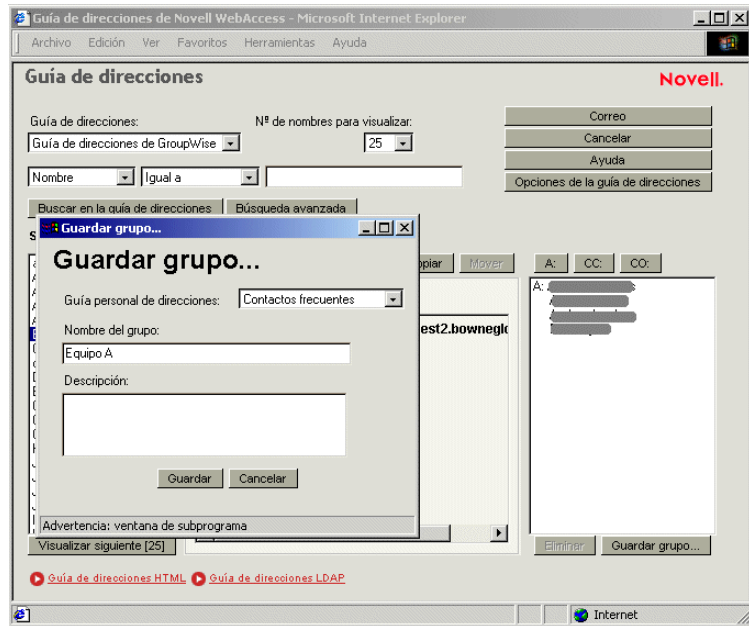 Guía de direcciones de Novell WebAccess - Microsoft Internet Explorer
Archivo Edición Ver Favoritos Herramientas Ayuda
Guía de direcciones
Novell.
Guía de direcciones: Nº de nombres para visualizar:
Guía de direcciones de GroupWise 25
Nombre Igual a
Correo
Cancelar
Ayuda
Opciones de la guía de direcciones
Buscar en la guía de direcciones Búsqueda avanzada
Guardar grupo...
Guardar grupo...
Guía personal de direcciones: Contactos frecuentes
Nombre del grupo:
Equipo A
Descripción:
Guardar Cancelar
Advertencia: ventana de subprograma
Mover
A: CC: CO:
A:
Visualizar siguiente [25]
Eliminar Guardar grupo...
Guía de direcciones HTML Guía de direcciones LDAP
Internet